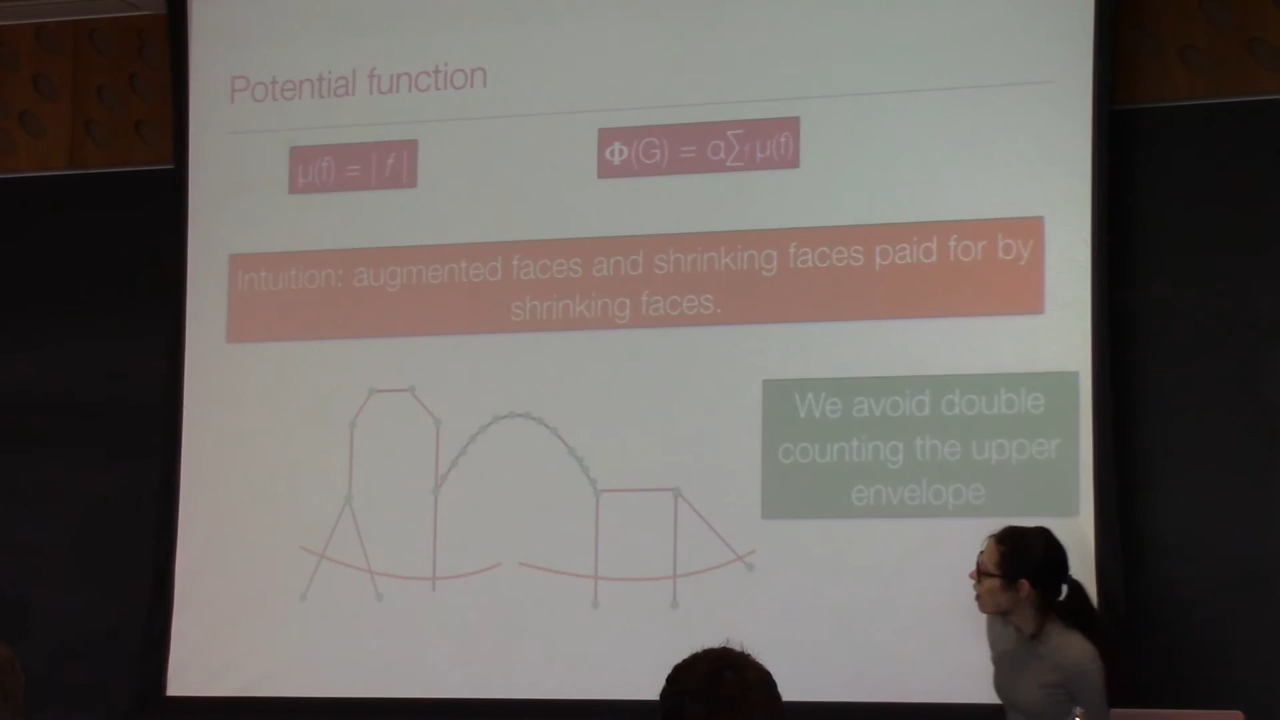 Potential function
μ(f) = | f |
Φ(G) = α∑f μ(f)
Intuition: augmented faces and shrinking faces paid for by
shrinking faces.
We avoid double
counting the upper
envelope